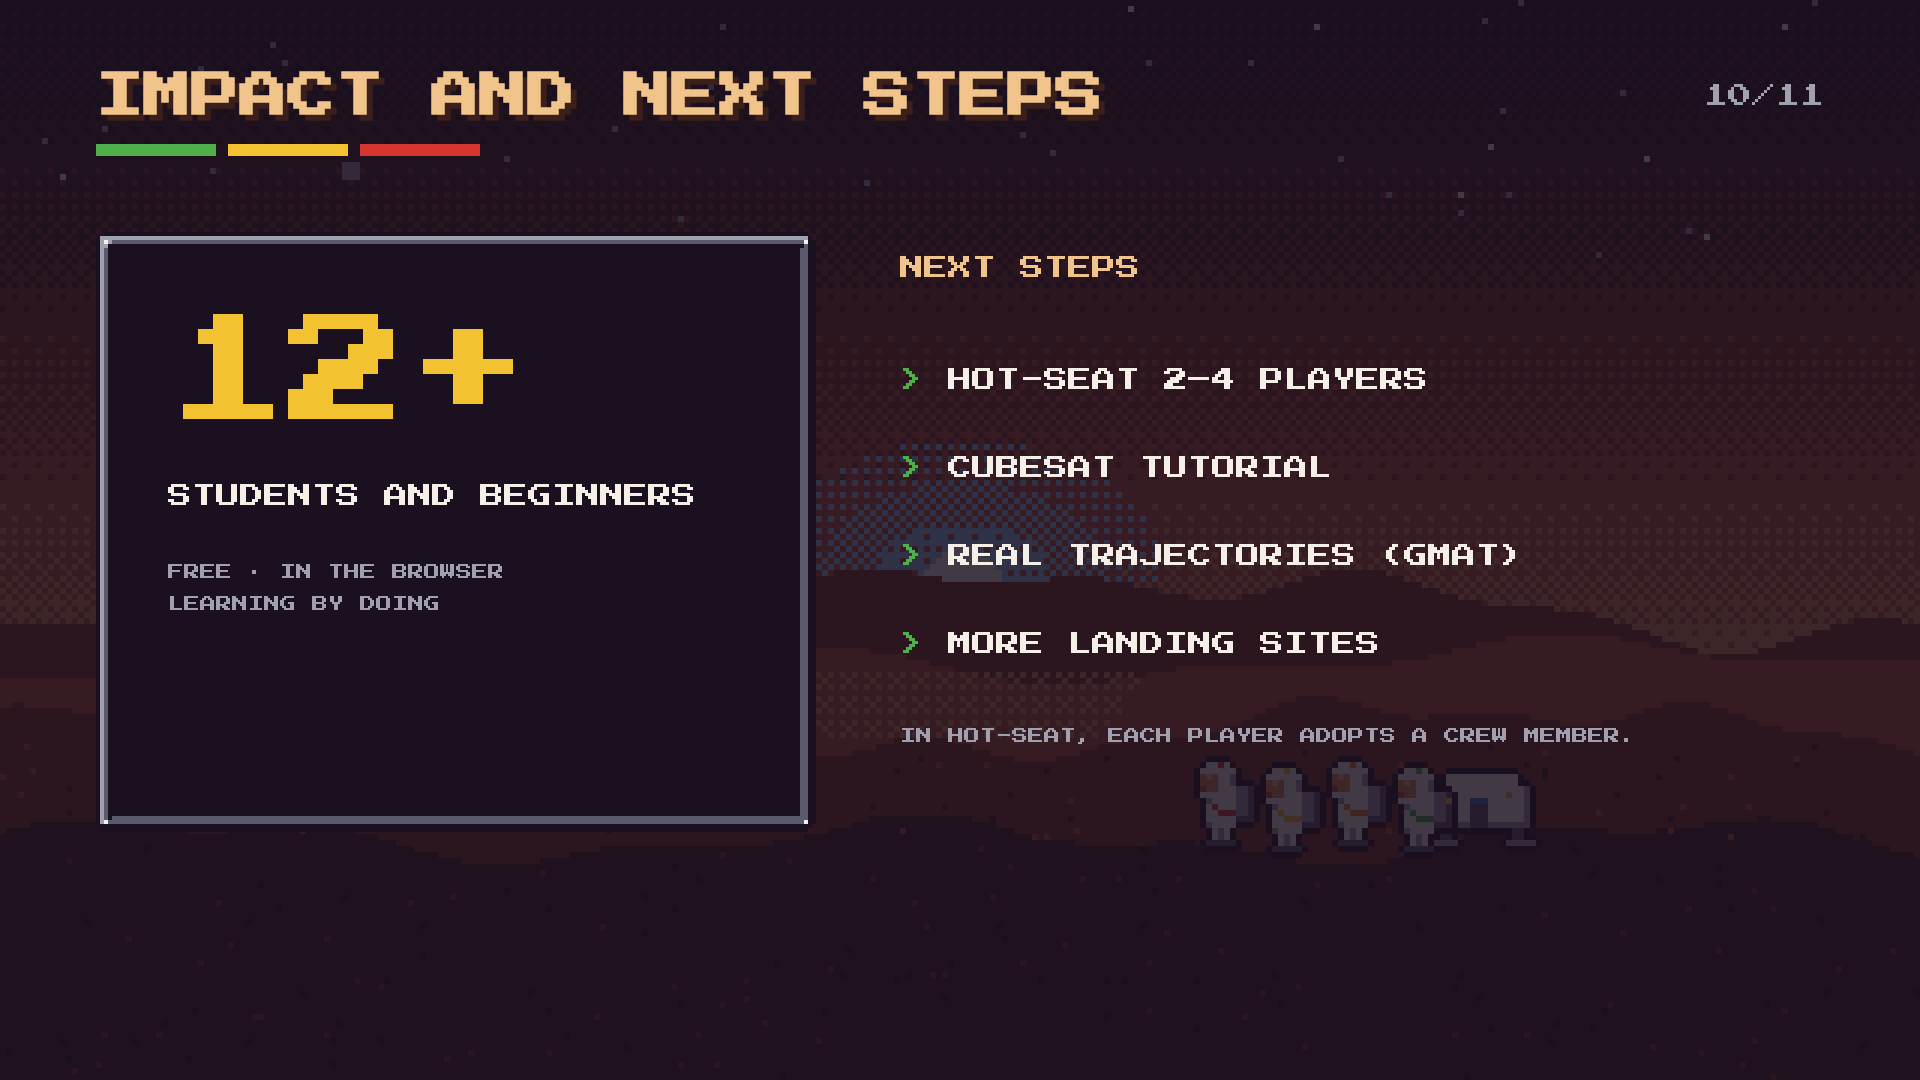 IMPACT AND NEXT STEPS
10/11
12+
STUDENTS AND BEGINNERS
FREE · IN THE BROWSER
LEARNING BY DOING
NEXT STEPS
> HOT-SEAT 2–4 PLAYERS
> CUBESAT TUTORIAL
> REAL TRAJECTORIES (GMAT)
> MORE LANDING SITES
IN HOT-SEAT, EACH PLAYER ADOPTS A CREW MEMBER.